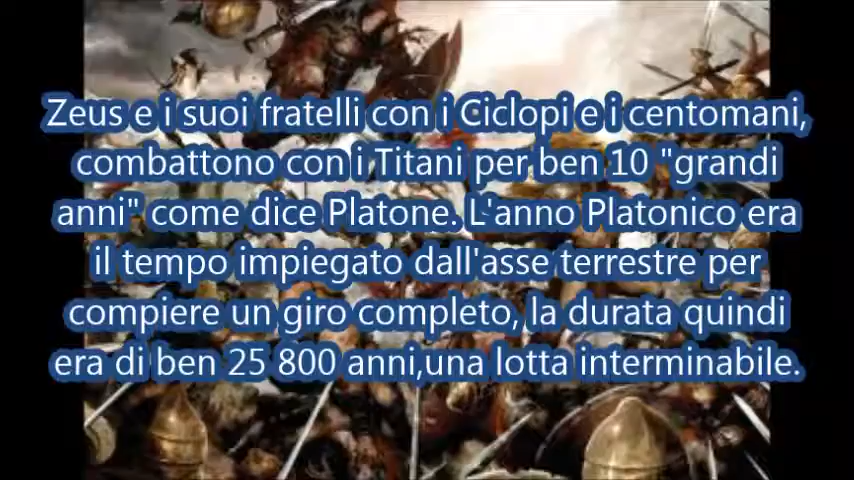 Zeus e i suoi fratelli con i Ciclopi e i centomani,
combattono con i Titani per ben 10 "grandi
anni" come dice Platone. L'anno Platonico era
il tempo impiegato dall'asse terrestre per
compiere un giro completo, la durata quindi
era di ben 25 800 anni,una lotta interminabile.